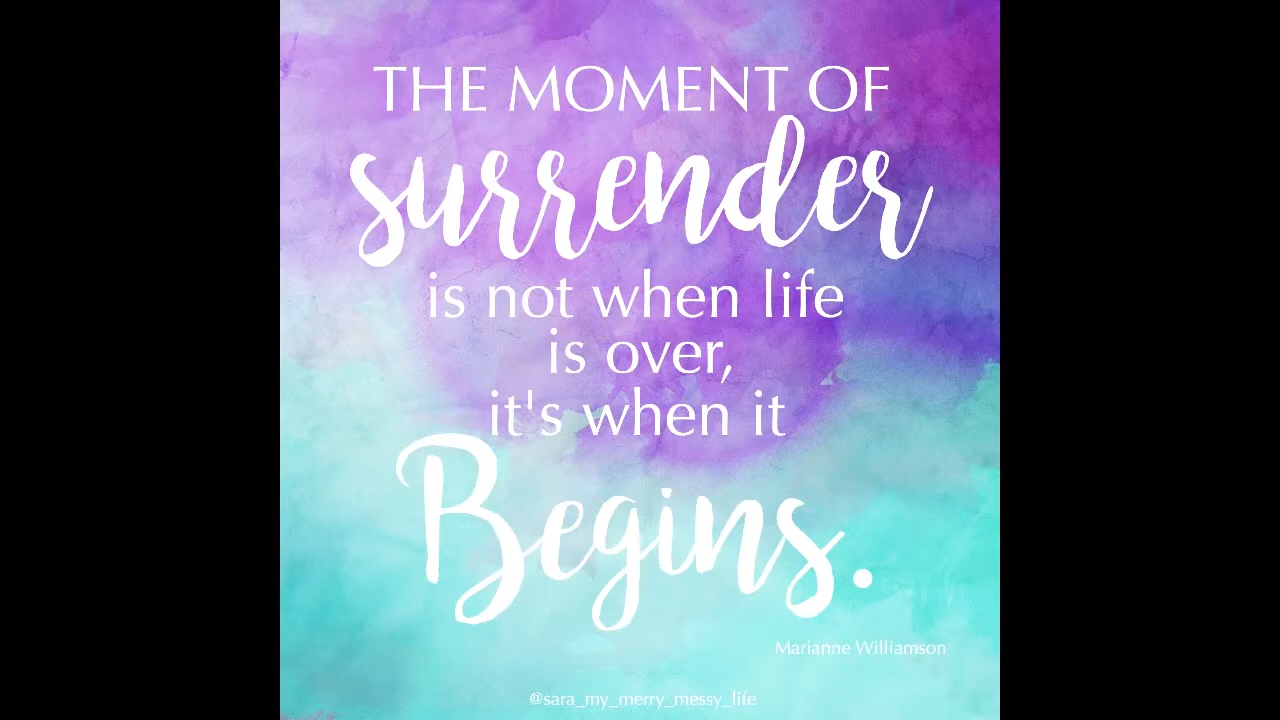 THE MOMENT OF
surrender
is not when life
is over,
it's when it
Begins.
Marianne Williamson
@sara_my_merry_messy_life